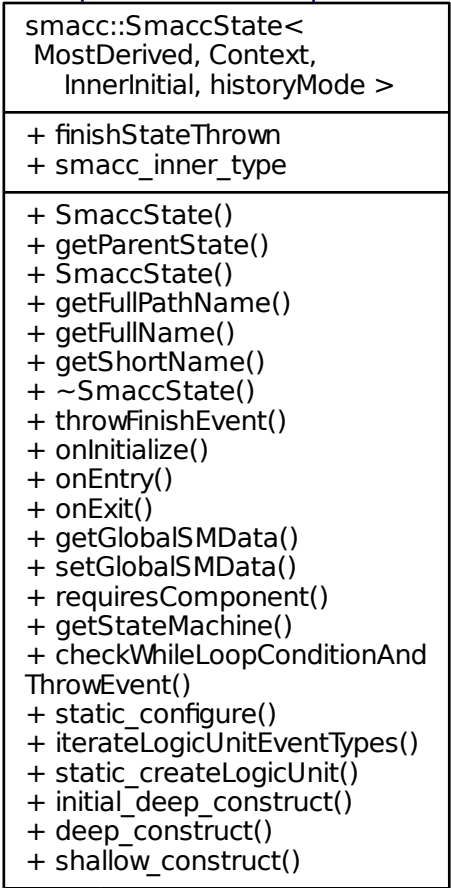 smacc::SmaccState<
MostDerived, Context,
InnerInitial, historyMode >
+ finishStateThrown
+ smacc_inner_type
+ SmaccState()
+ getParentState()
+ SmaccState()
+ getFullPathName()
+ getFullName()
+ getShortName()
+ ~SmaccState()
+ throwFinishEvent()
+ onInitialize()
+ onEntry()
+ onExit()
+ getGlobalSMData()
+ setGlobalSMData()
+ requiresComponent()
+ getStateMachine()
+ checkWhileLoopConditionAnd
ThrowEvent()
+ static_configure()
+ iterateLogicUnitEventTypes()
+ static_createLogicUnit()
+ initial_deep_construct()
+ deep_construct()
+ shallow_construct()